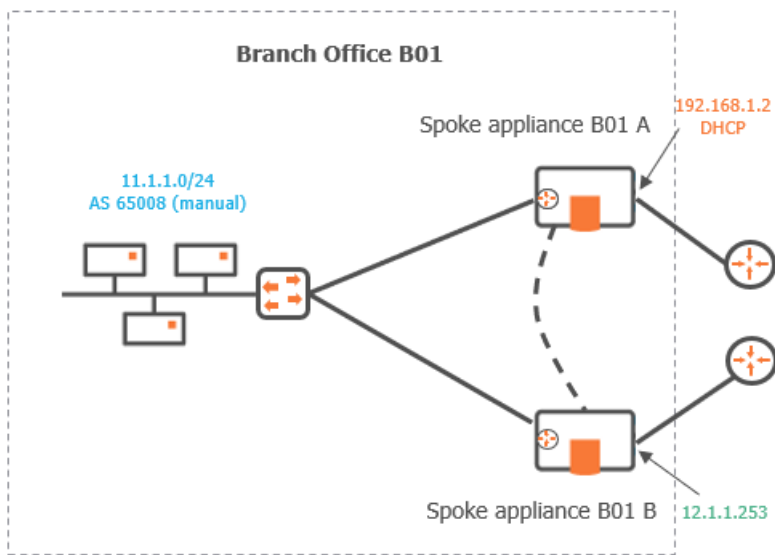 Branch Office B01
192.168.1.2
DHCP
Spoke appliance B01 A
11.1.1.0/24
AS 65008 (manual)
Spoke appliance B01 B
12.1.1.253